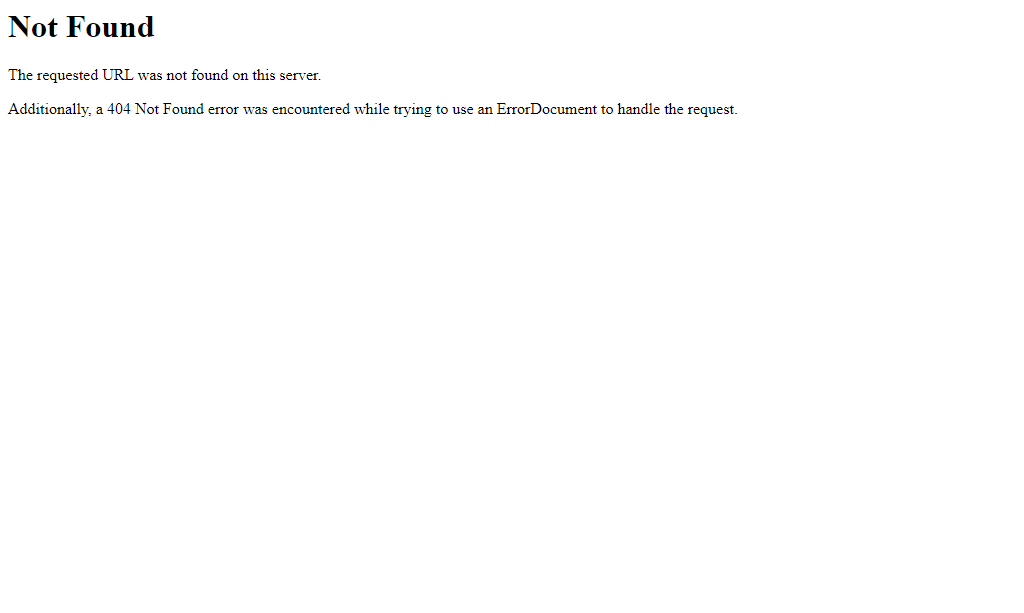 Not Found
The requested URL was not found on this server.
Additionally, a 404 Not Found error was encountered while trying to use an ErrorDocument to handle the request.